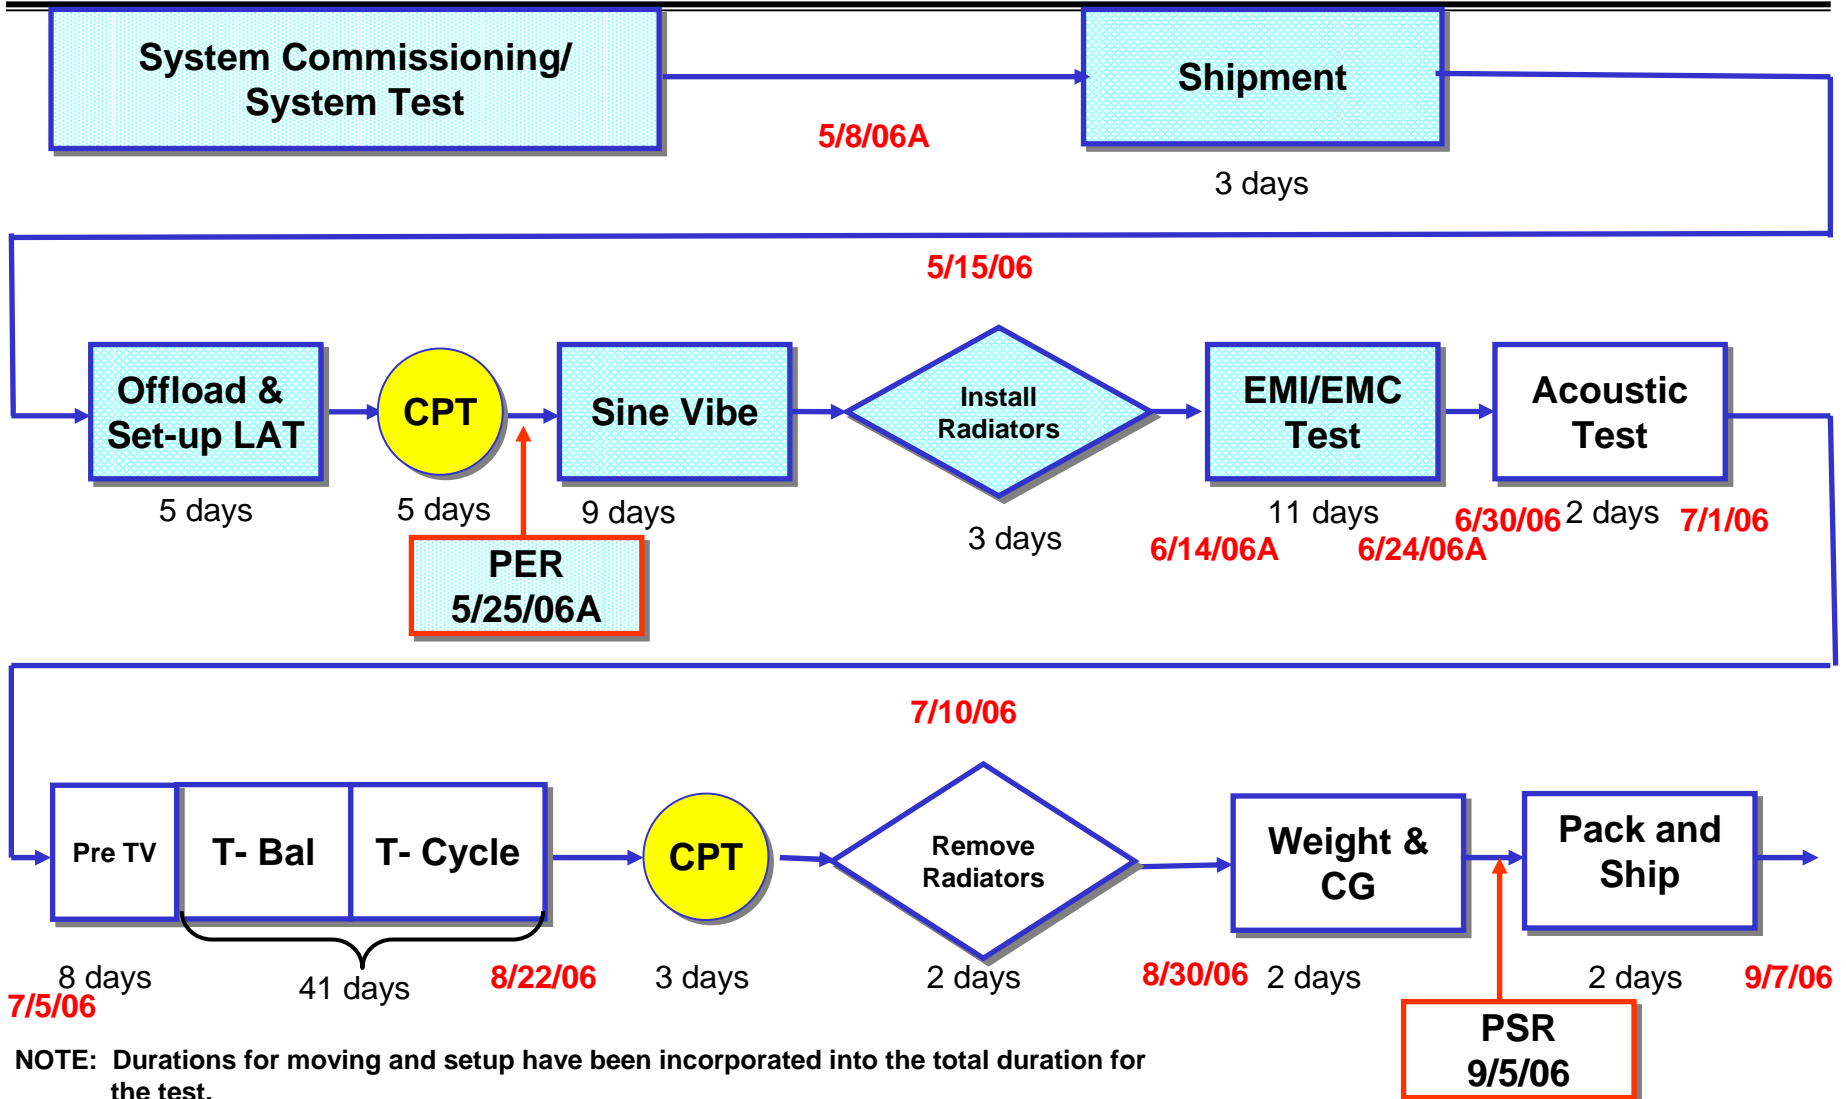 System Commissioning/
System Test
5/8/06A
Shipment
3 days
5/15/06
Offload &
Set-up LAT
5 days
CPT
5 days
PER
5/25/06A
Sine Vibe
9 days
Install
Radiators
3 days
6/14/06A
EMI/EMC
Test
11 days
6/24/06A
6/30/06
Acoustic
Test
2 days
7/1/06
7/10/06
7/5/06
Pre TV
8 days
T- Bal
T- Cycle
41 days
8/22/06
CPT
3 days
Remove
Radiators
2 days
8/30/06
Weight &
CG
2 days
PSR
9/5/06
Pack and
Ship
2 days
9/7/06
NOTE: Durations for moving and setup have been incorporated into the total duration for
the test.